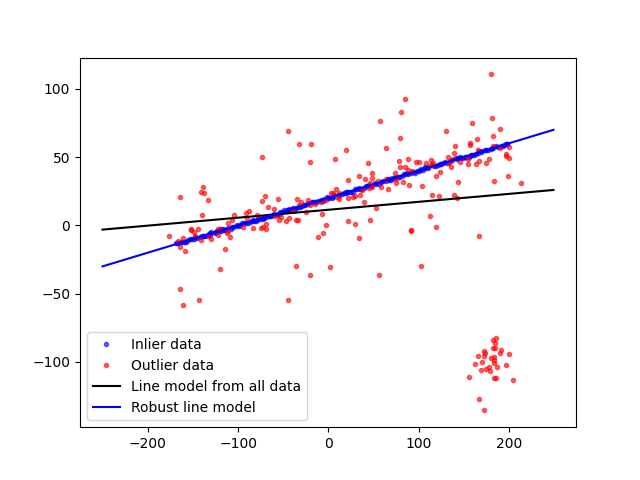 100
50
0
−50
−100
−200
−100
0
100
200
Inlier data
Outlier data
Line model from all data
Robust line model